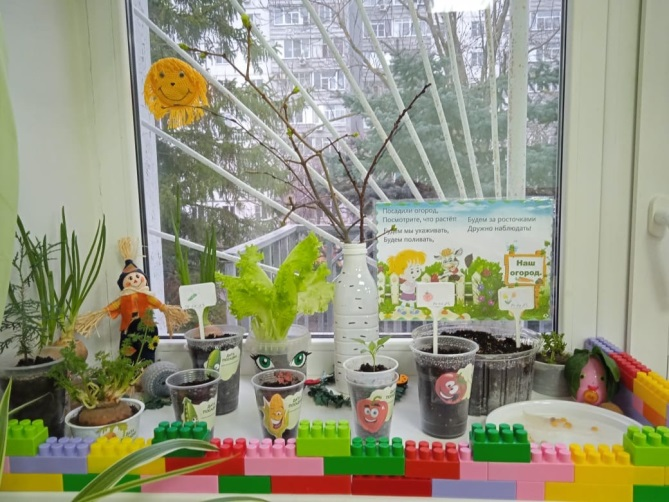 Посадили огород,
Посмотрите, что растёт!
Будем мы ухаживать,
Будем поливать,
Будем за росточками
Дружно наблюдать!
Наш
огород.